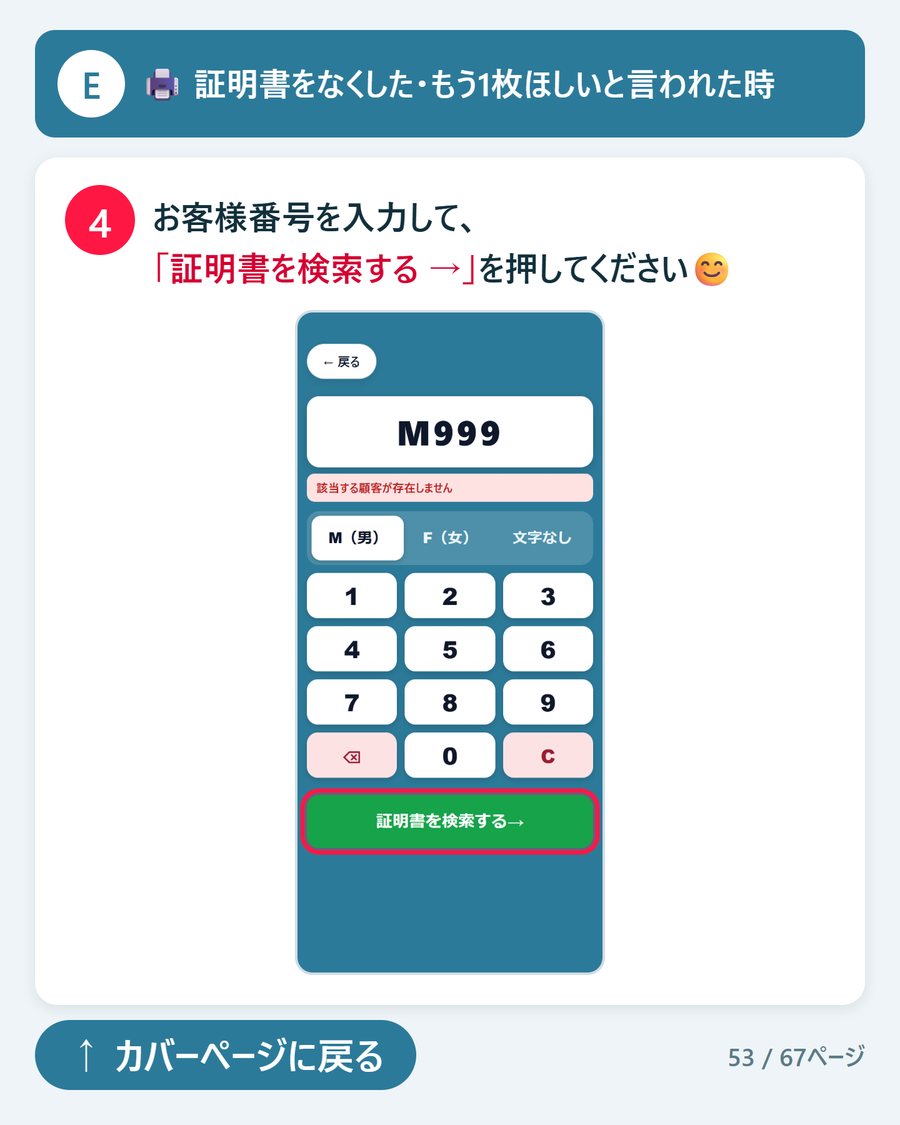 E 証明書をなくした・もう1枚ほしいと言われた時
4 お客様番号を入力して、
「証明書を検索する →」を押してください
← 戻る
M999
該当する顧客が存在しません
M（男） F（女） 文字なし
1 2 3
4 5 6
7 8 9
⌫ 0 C
証明書を検索する→
↑ カバーページに戻る
53 / 67ページ